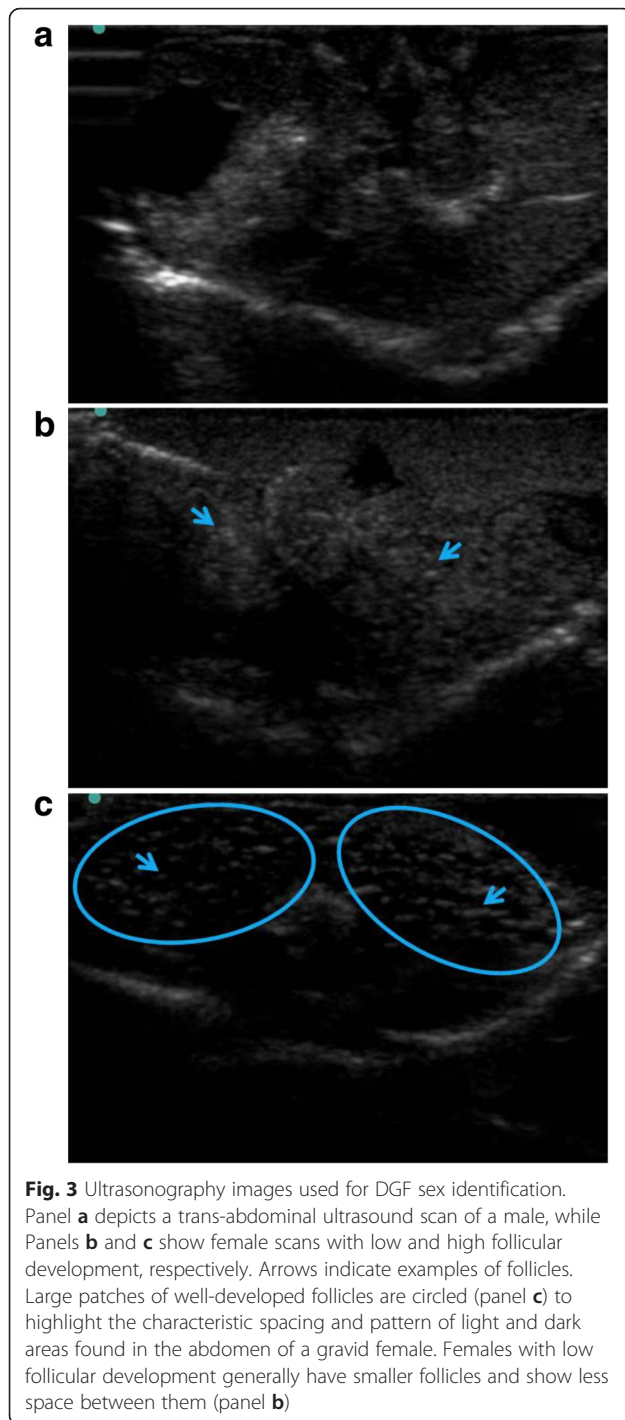 a
b
c
Fig. 3 Ultrasonography images used for DGF sex identification.
Panel a depicts a trans-abdominal ultrasound scan of a male, while
Panels b and c show female scans with low and high follicular
development, respectively. Arrows indicate examples of follicles.
Large patches of well-developed follicles are circled (panel c) to
highlight the characteristic spacing and pattern of light and dark
areas found in the abdomen of a gravid female. Females with low
follicular development generally have smaller follicles and show less
space between them (panel b)